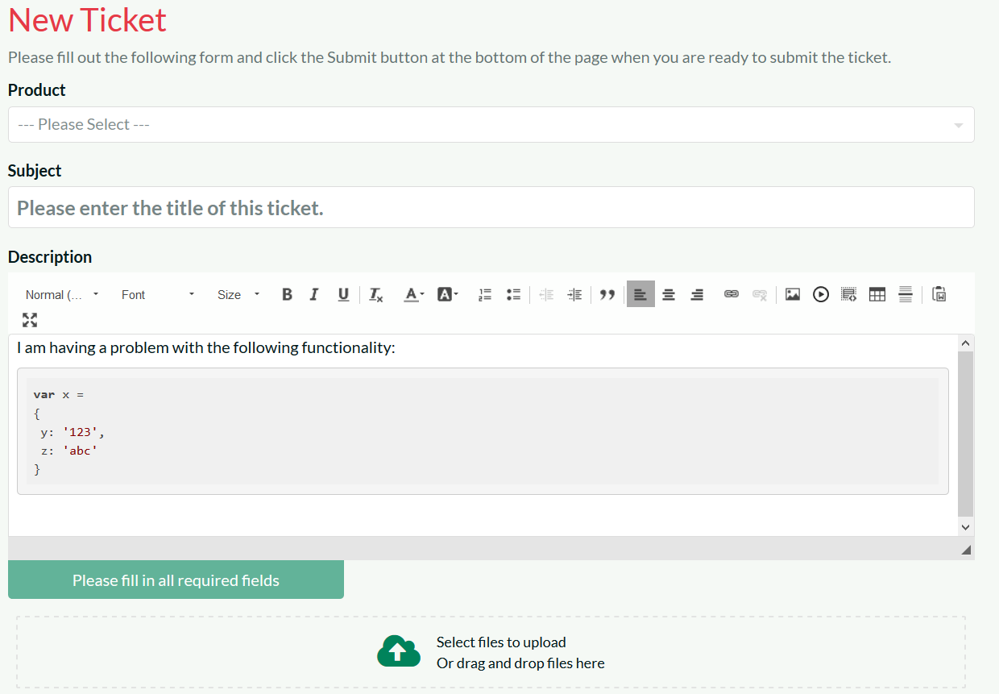 New Ticket
Please fill out the following form and click the Submit button at the bottom of the page when you are ready to submit the ticket.
Product
--- Please Select ---
Subject
Please enter the title of this ticket.
Description
Normal (... Font Size B I U Tx A A
I am having a problem with the following functionality:
var x =
{
 y: '123',
 z: 'abc'
}
Please fill in all required fields
Select files to upload
Or drag and drop files here